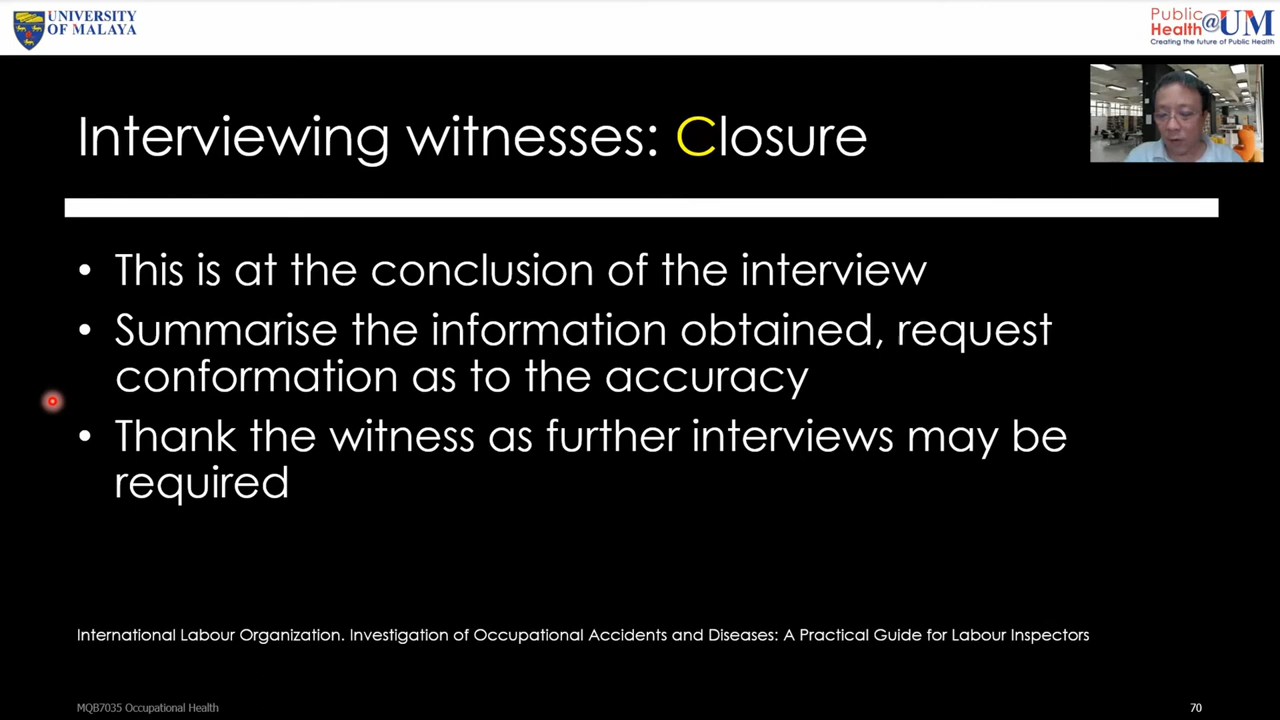 UNIVERSITY
OF MALAYA
Public
Health@UM
Creating the future of Public Health
Interviewing witnesses: Closure
• This is at the conclusion of the interview
• Summarise the information obtained, request
conformation as to the accuracy
• Thank the witness as further interviews may be
required
International Labour Organization. Investigation of Occupational Accidents and Diseases: A Practical Guide for Labour Inspectors
MQB7035 Occupational Health
70